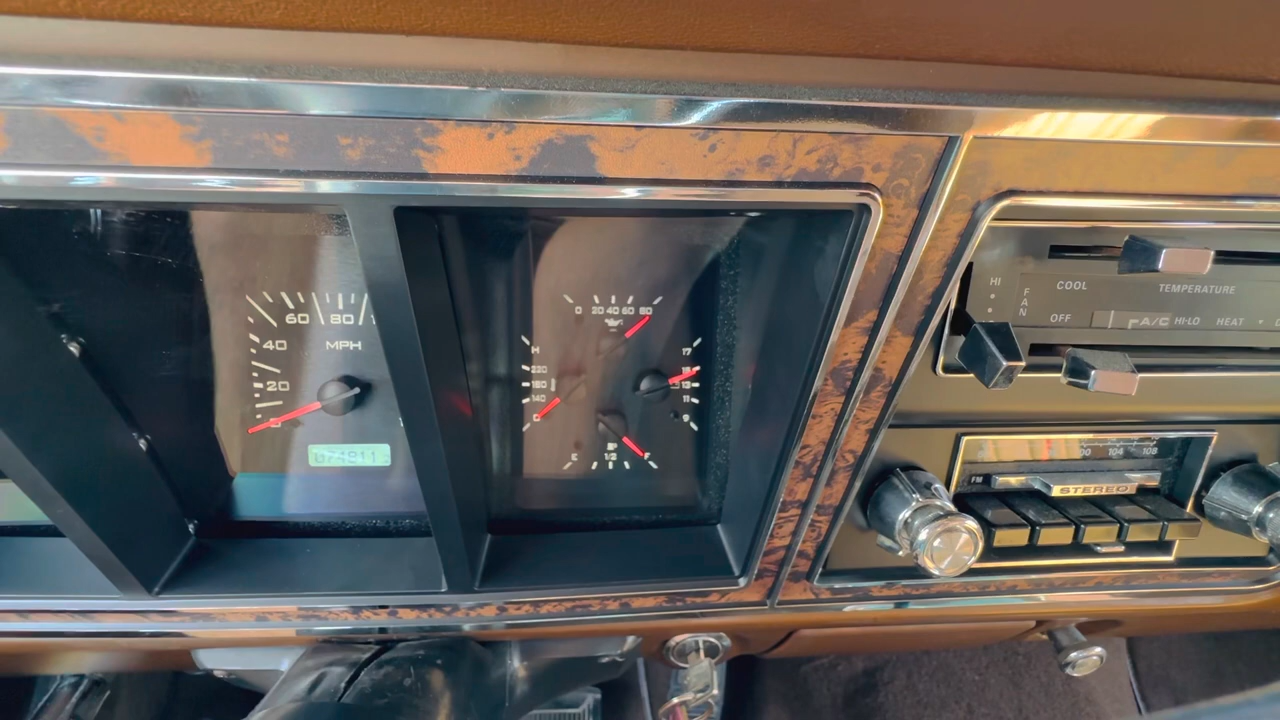 60 80
40
MPH
20
0 20 40 60 80
H
220
180
140
C
17
13
11
9
E 1/2 F
HI
FAN
COOL TEMPERATURE
OFF A/C HI-LO HEAT
FM 104 108
STEREO